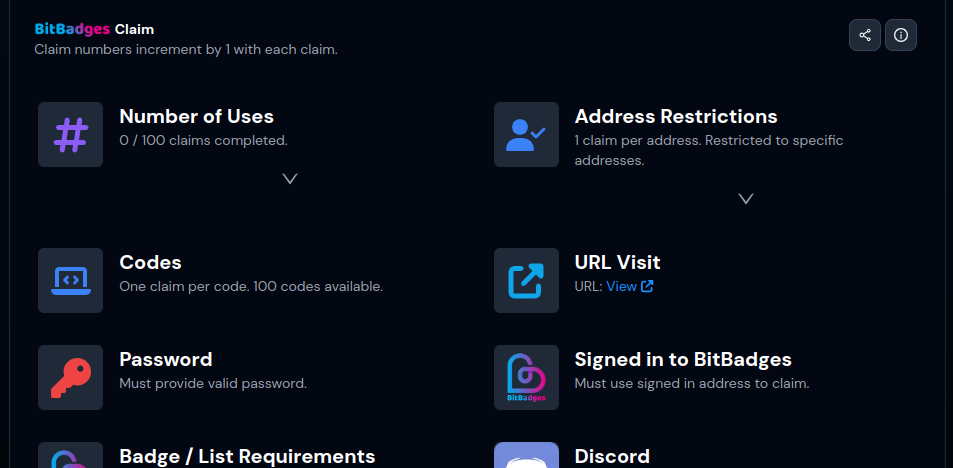 BitBadges Claim
Claim numbers increment by 1 with each claim.
Number of Uses
0 / 100 claims completed.
Address Restrictions
1 claim per address. Restricted to specific
addresses.
Codes
One claim per code. 100 codes available.
URL Visit
URL: View
Password
Must provide valid password.
BitBadges
Signed in to BitBadges
Must use signed in address to claim.
Badge / List Requirements
Discord